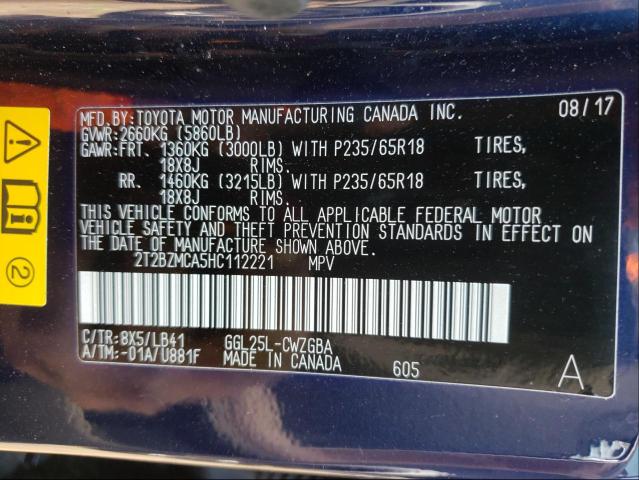 MFD.BY:TOYOTA MOTOR MANUFACTURING CANADA INC. 08/17
GVWR:2660KG (5860LB)
GAWR:FRT. 1360KG (3000LB) WITH P235/65R18 TIRES,
18X8J RIMS.
RR. 1460KG (3215LB) WITH P235/65R18 TIRES,
18X8J RIMS.
THIS VEHICLE CONFORMS TO ALL APPLICABLE FEDERAL MOTOR
VEHICLE SAFETY AND THEFT PREVENTION STANDARDS IN EFFECT ON
THE DATE OF MANUFACTURE SHOWN ABOVE.
2T2BZMCA5HC112221 MPV
C/TR:8X5/LB41 GGL25L-CWZGBA
A/TM:-01A/U881F MADE IN CANADA 605 A
2